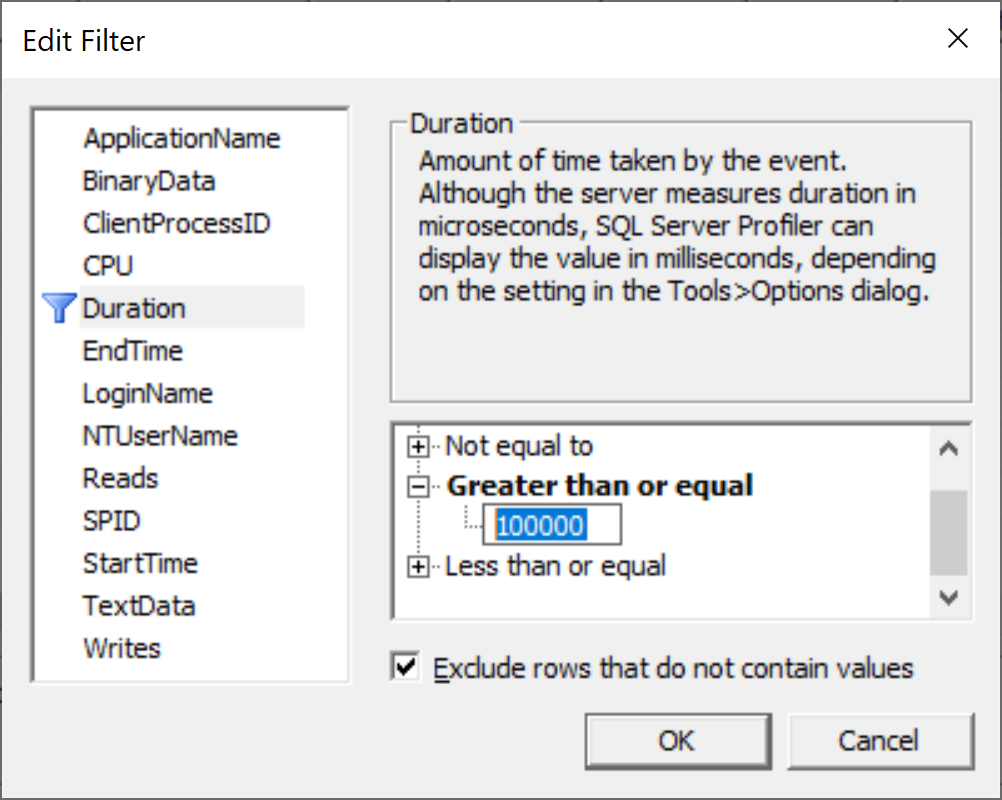 Edit Filter
ApplicationName
BinaryData
ClientProcessID
CPU
Duration
EndTime
LoginName
NTUserName
Reads
SPID
StartTime
TextData
Writes
Duration
Amount of time taken by the event.
Although the server measures duration in
microseconds, SQL Server Profiler can
display the value in milliseconds, depending
on the setting in the Tools>Options dialog.
Not equal to
Greater than or equal
100000
Less than or equal
Exclude rows that do not contain values
OK
Cancel